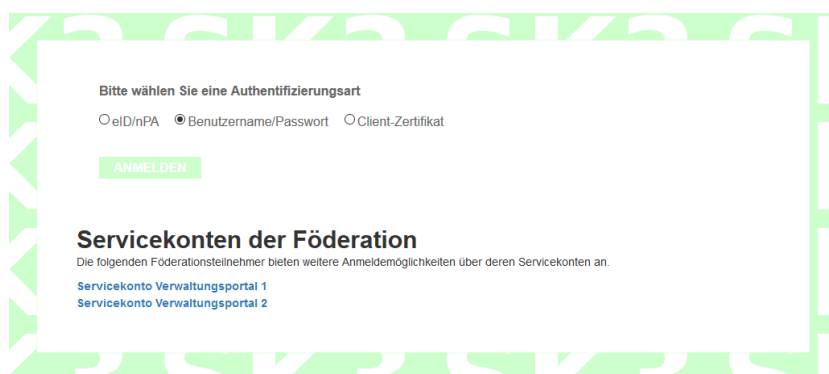 Bitte wählen Sie eine Authentifizierungsart
eID/nPA Benutzername/Passwort Client-Zertifikat
ANMELDEN
Servicekonten der Föderation
Die folgenden Föderationsteilnehmer bieten weitere Anmeldemöglichkeiten über deren Servicekonten an.
Servicekonto Verwaltungsportal 1
Servicekonto Verwaltungsportal 2